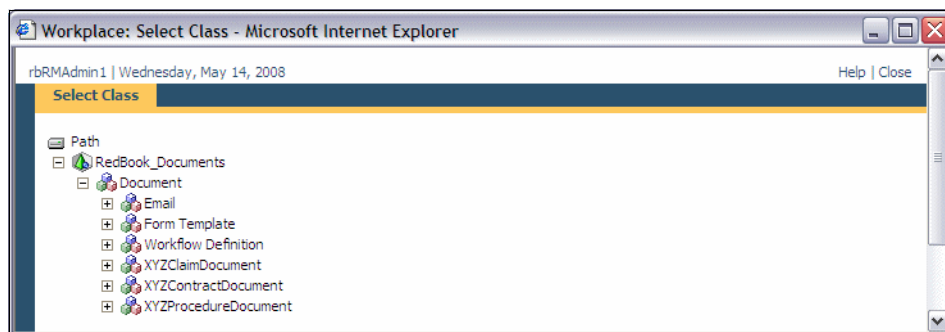 Workplace: Select Class - Microsoft Internet Explorer
rbRMAdmin1 | Wednesday, May 14, 2008 Help | Close
Select Class
Path
RedBook_Documents
Document
Email
Form Template
Workflow Definition
XYZClaimDocument
XYZContractDocument
XYZProcedureDocument